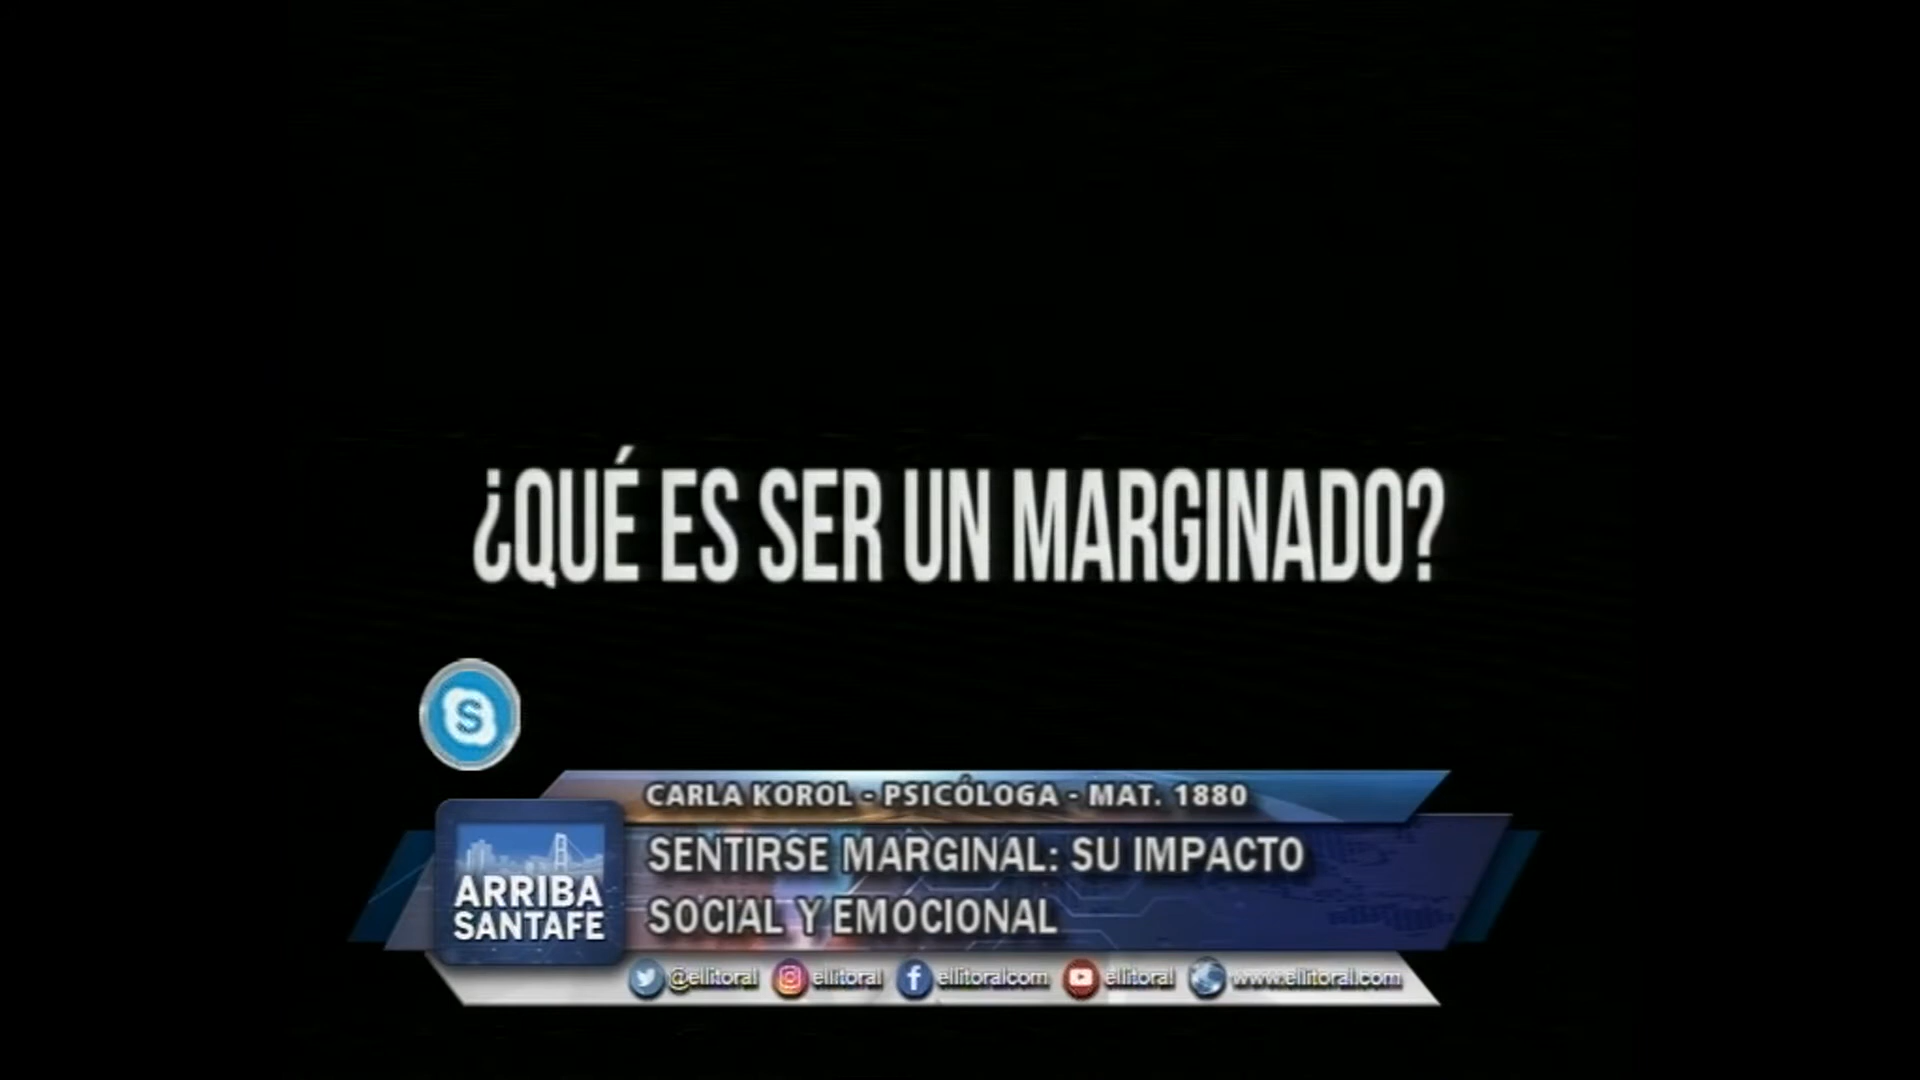 ¿QUÉ ES SER UN MARGINADO?
S
CARLA KOROL - PSICÓLOGA - MAT. 1880
SENTIRSE MARGINAL: SU IMPACTO
SOCIAL Y EMOCIONAL
ARRIBA
SANTAFE
@ellitoral ellitoral ellitoralcom ellitoral www.ellitoral.com